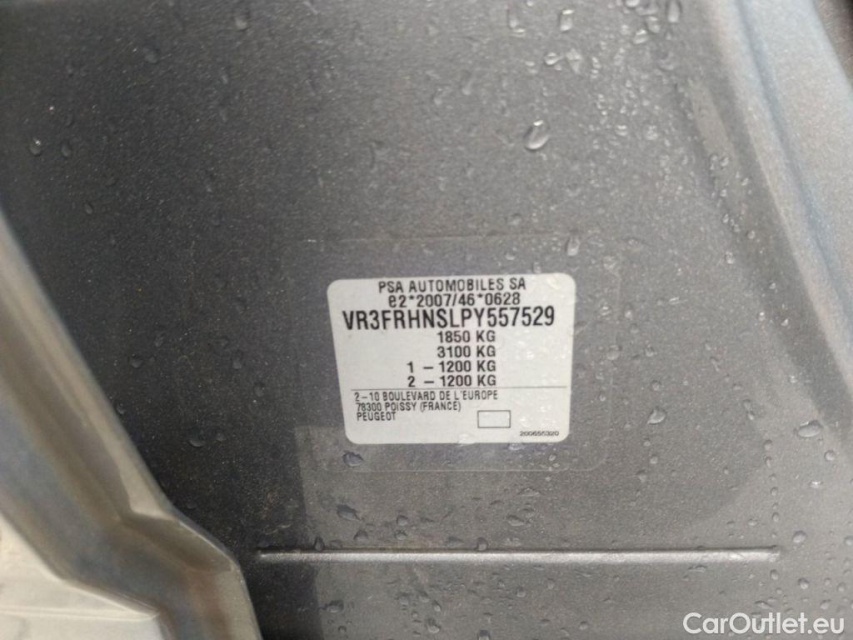 PSA AUTOMOBILES SA
e2*2007/46*0628
VR3FRHNSLPY557529
1850 KG
3100 KG
1 – 1200 KG
2 – 1200 KG
2–10 BOULEVARD DE L'EUROPE
78300 POISSY (FRANCE)
PEUGEOT
CarOutlet.eu